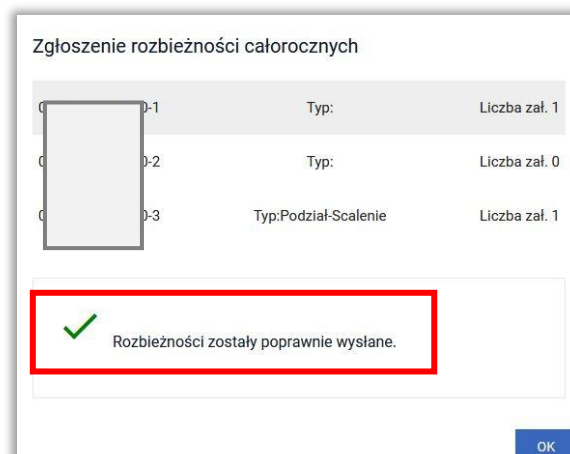 Zgłoszenie rozbieżności całorocznych
0-1 Typ: Liczba zał. 1
0-2 Typ: Liczba zał. 0
0-3 Typ:Podział-Scalenie Liczba zał. 1
Rozbieżności zostały poprawnie wysłane.
OK